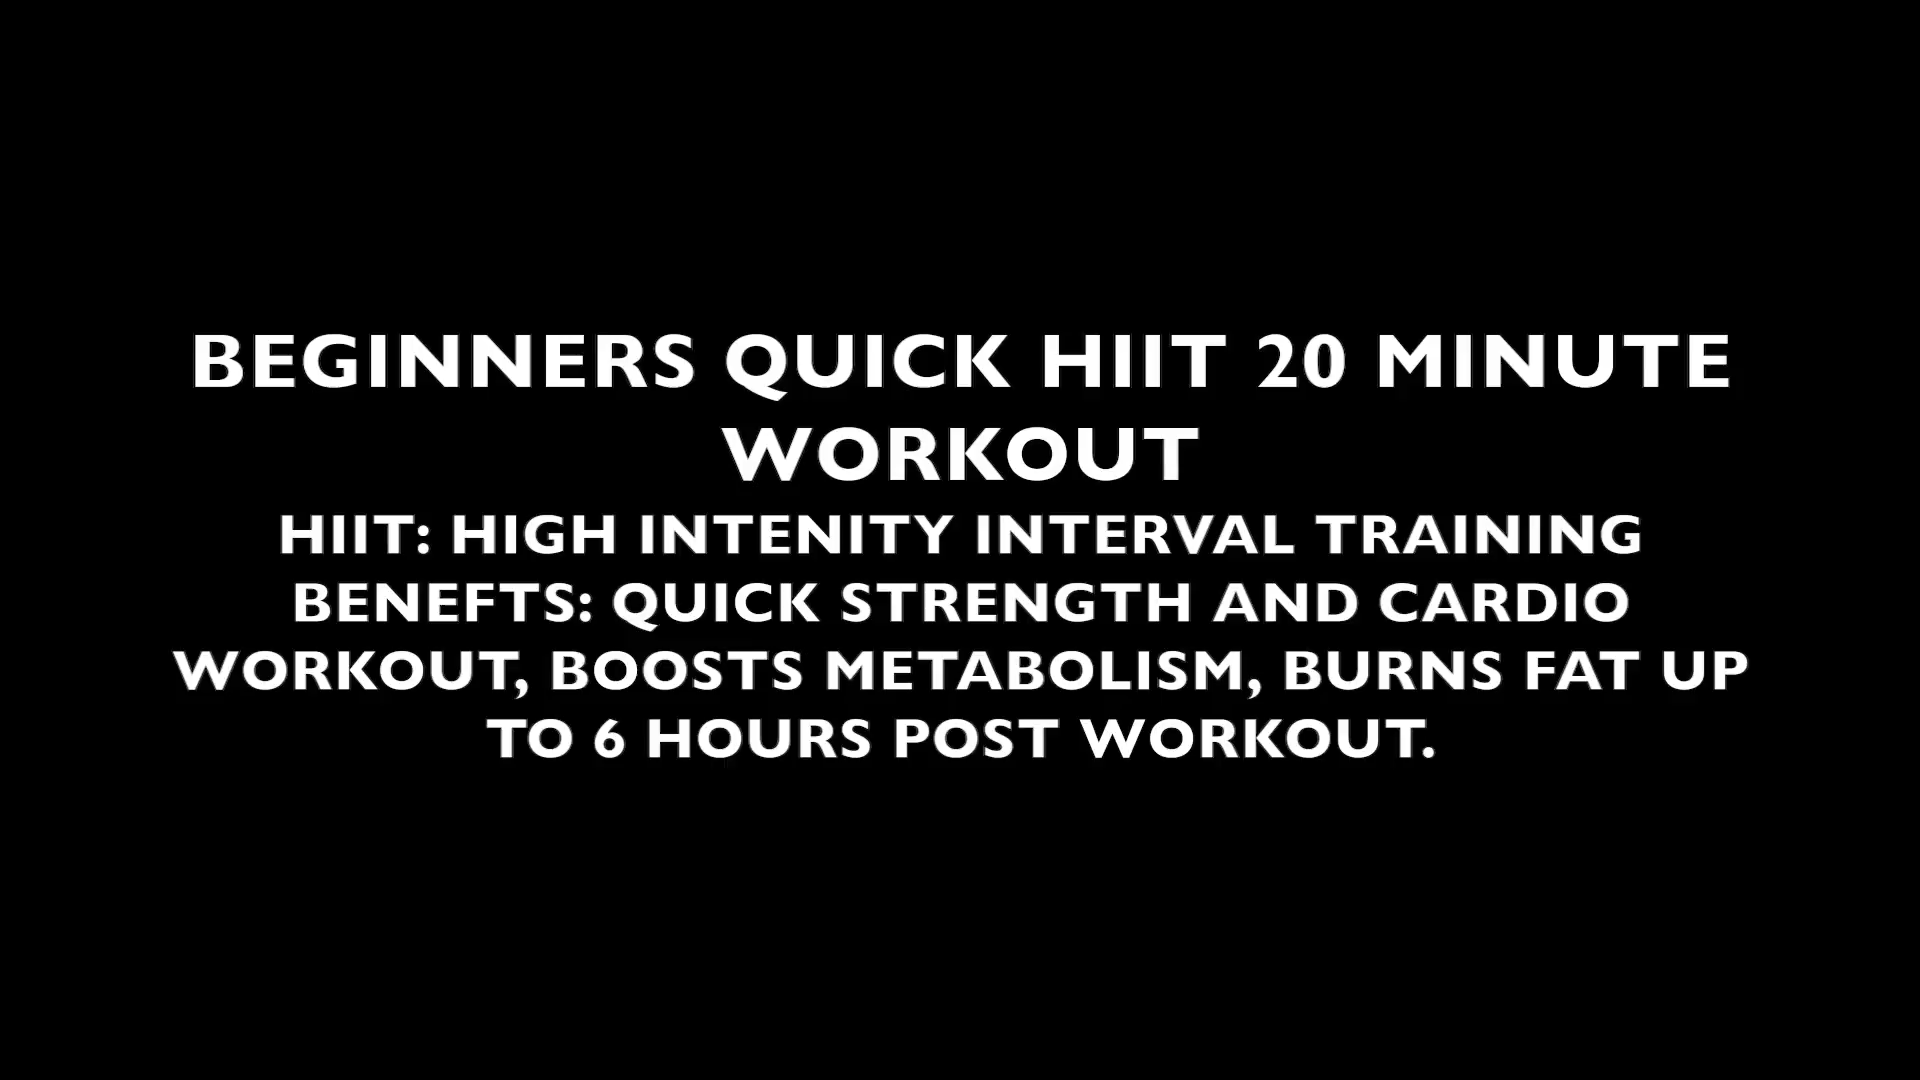 BEGINNERS QUICK HIIT 20 MINUTE
WORKOUT
HIIT: HIGH INTENITY INTERVAL TRAINING
BENEFTS: QUICK STRENGTH AND CARDIO
WORKOUT, BOOSTS METABOLISM, BURNS FAT UP
TO 6 HOURS POST WORKOUT.